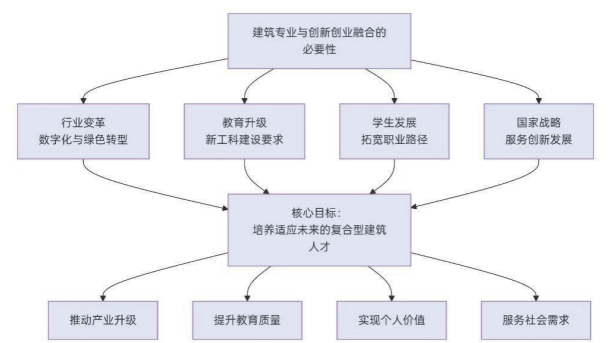 建筑专业与创新创业融合的
必要性
行业变革
数字化与绿色转型
教育升级
新工科建设要求
学生发展
拓宽职业路径
国家战略
服务创新发展
核心目标：
培养适应未来的复合型建筑
人才
推动产业升级
提升教育质量
实现个人价值
服务社会需求